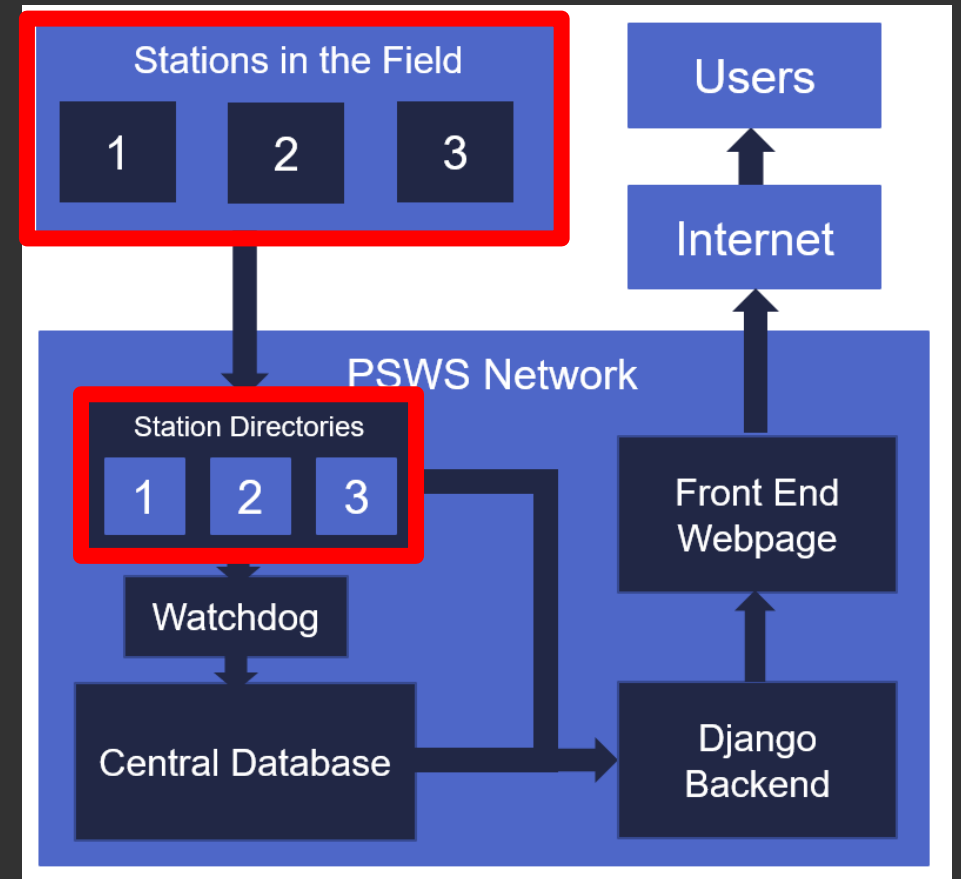 Stations in the Field
1 2 3
Users
Internet
PSWS Network
Station Directories
1 2 3
Watchdog
Central Database
Front End
Webpage
Django
Backend